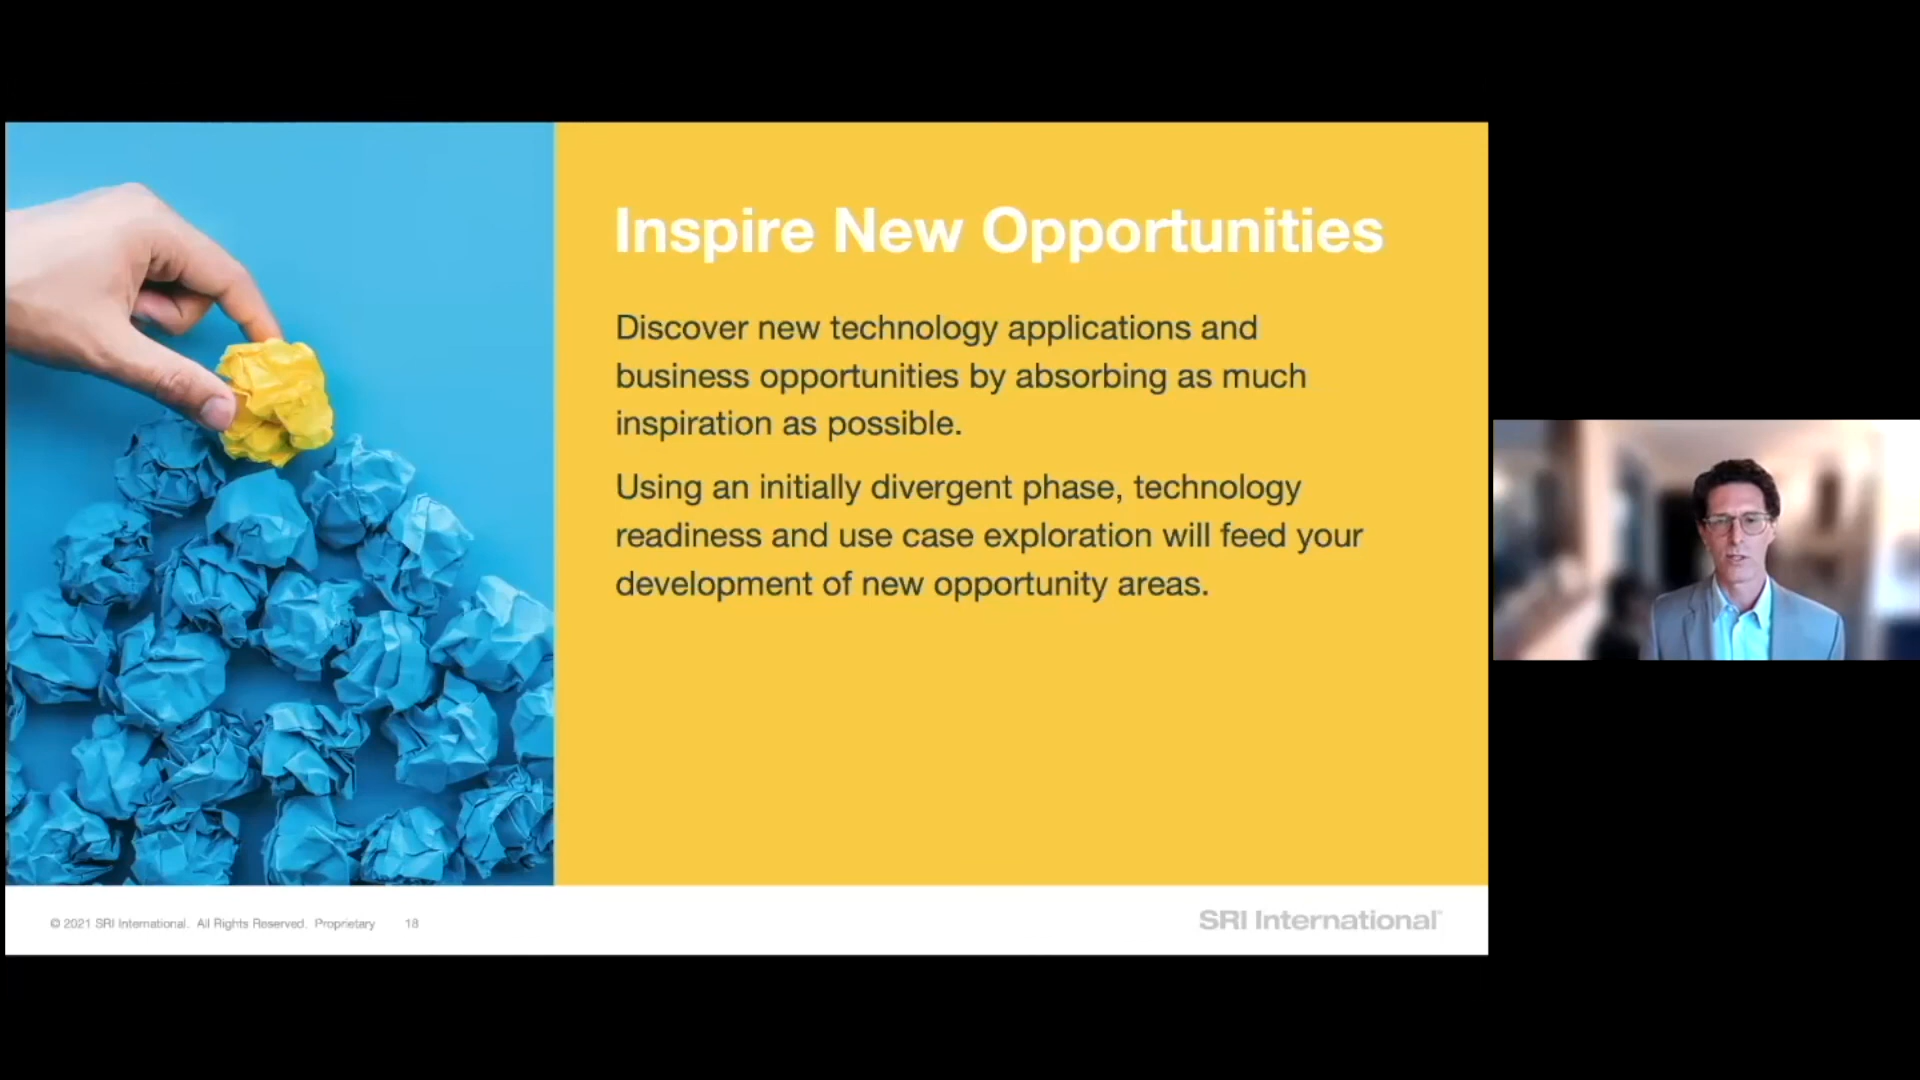 Inspire New Opportunities
Discover new technology applications and
business opportunities by absorbing as much
inspiration as possible.
Using an initially divergent phase, technology
readiness and use case exploration will feed your
development of new opportunity areas.
© 2021 SRI International. All Rights Reserved. Proprietary 18
SRI International